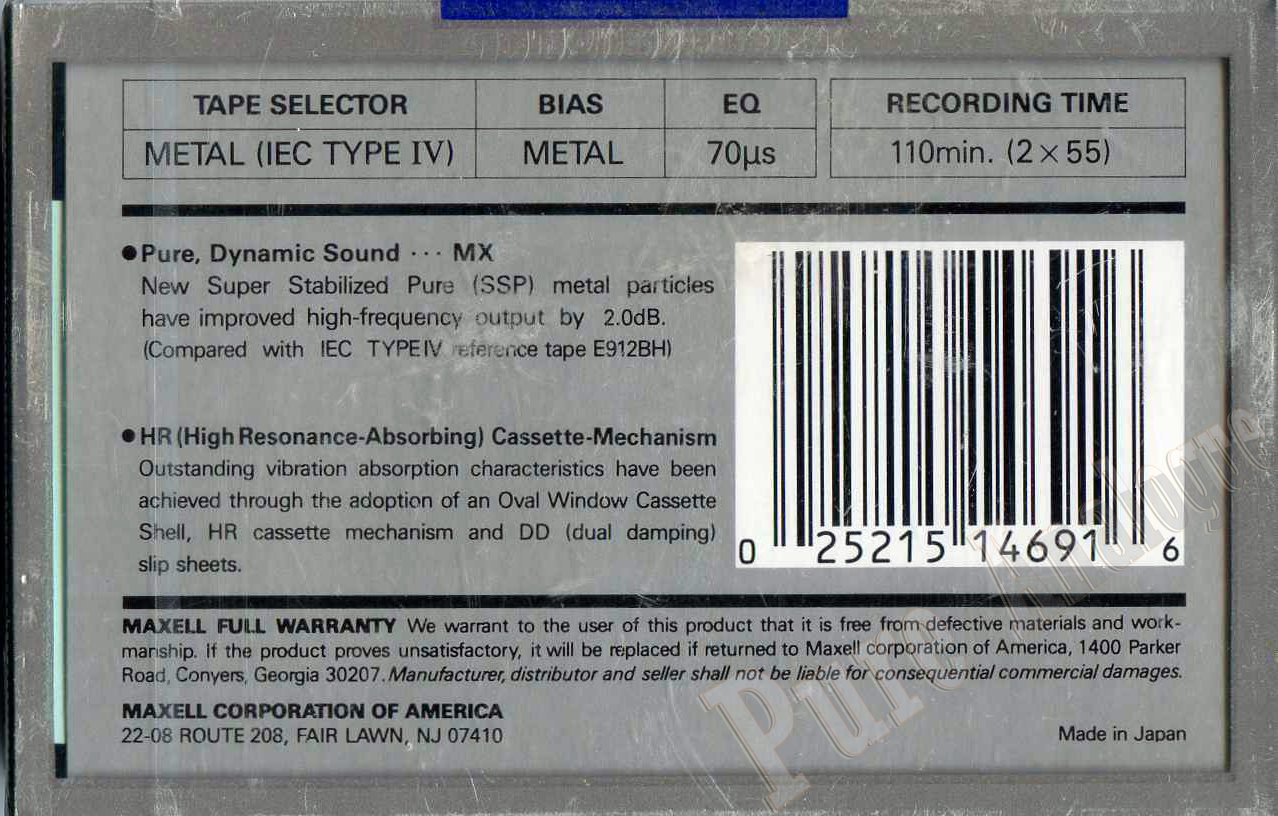 TAPE SELECTOR BIAS EQ RECORDING TIME
METAL (IEC TYPE IV) METAL 70µs 110min. (2 × 55)
●Pure, Dynamic Sound ··· MX
New Super Stabilized Pure (SSP) metal particles
have improved high-frequency output by 2.0dB.
(Compared with IEC TYPEIV reference tape E912BH)
●HR (High Resonance-Absorbing) Cassette-Mechanism
Outstanding vibration absorption characteristics have been
achieved through the adoption of an Oval Window Cassette
Shell, HR cassette mechanism and DD (dual damping)
slip sheets.
0 25215 14691 6
MAXELL FULL WARRANTY We warrant to the user of this product that it is free from defective materials and work-
manship. If the product proves unsatisfactory, it will be replaced if returned to Maxell corporation of America, 1400 Parker
Road, Conyers, Georgia 30207. Manufacturer, distributor and seller shall not be liable for consequential commercial damages.
MAXELL CORPORATION OF AMERICA
22-08 ROUTE 208, FAIR LAWN, NJ 07410
Made in Japan
Pure Analogue